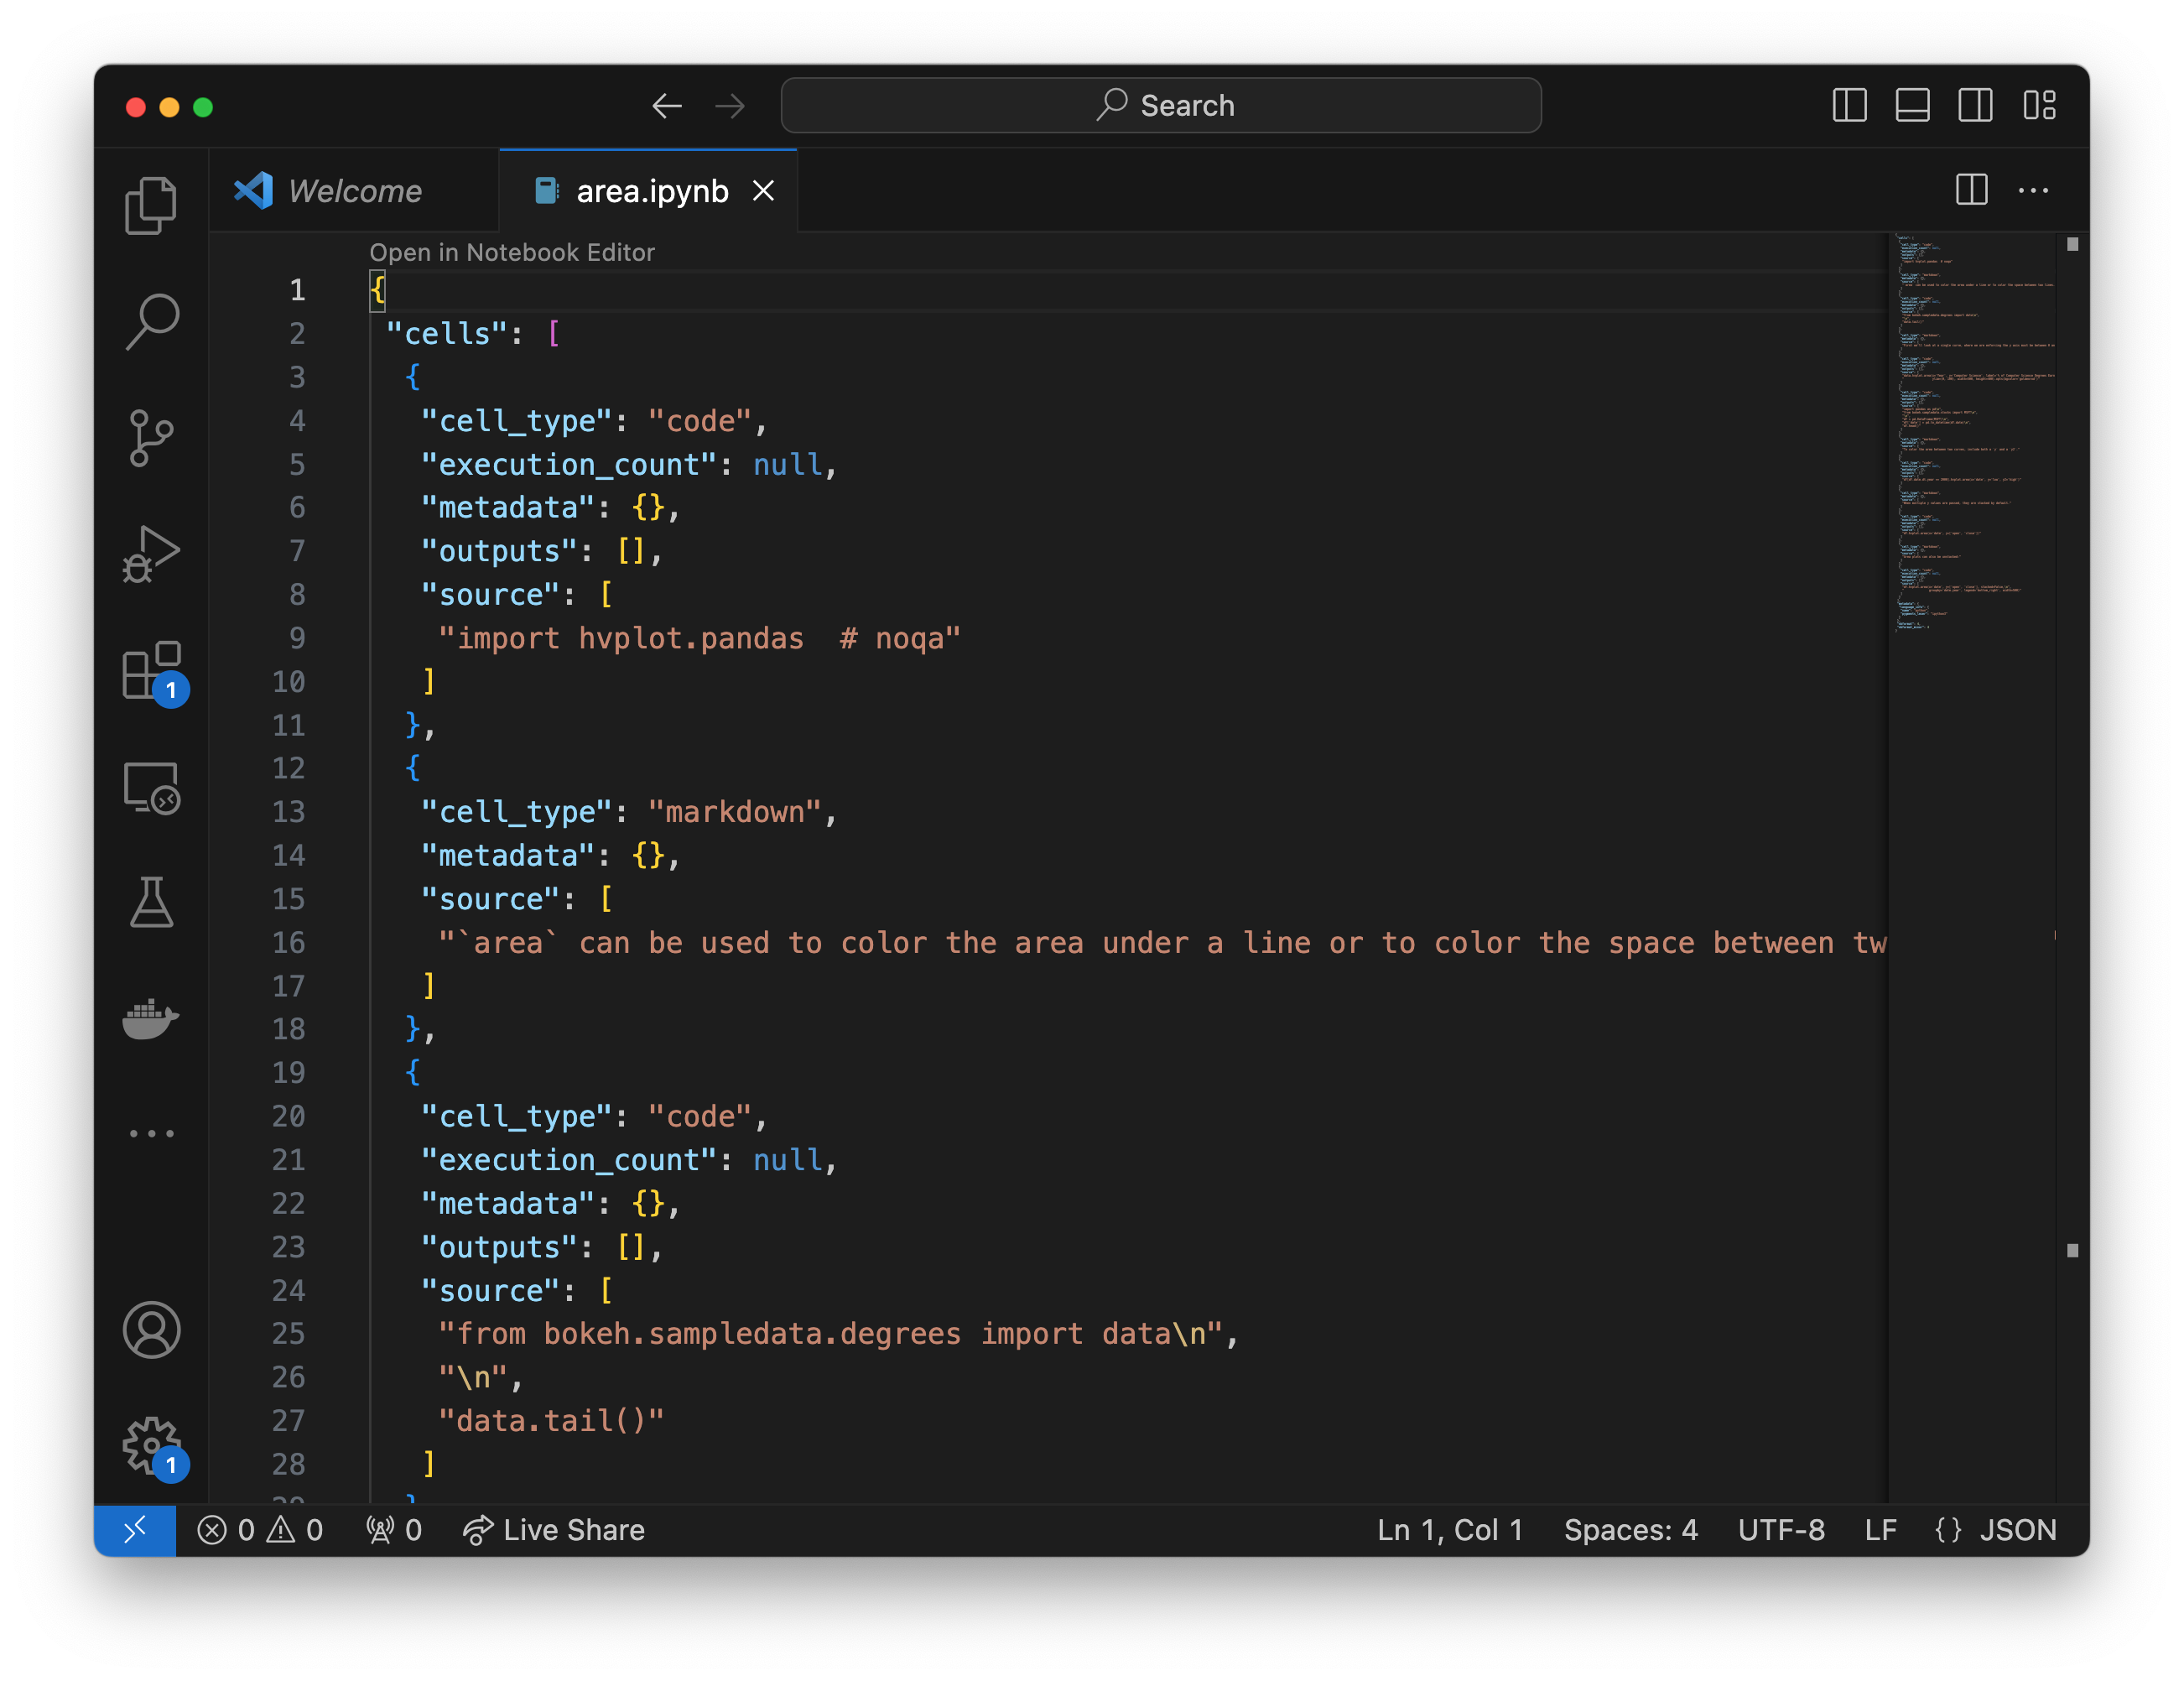 Search
Welcome
area.ipynb
Open in Notebook Editor
1 {
2 "cells": [
3 {
4 "cell_type": "code",
5 "execution_count": null,
6 "metadata": {},
7 "outputs": [],
8 "source": [
9 "import hvplot.pandas  # noqa"
10 ]
11 },
12 {
13 "cell_type": "markdown",
14 "metadata": {},
15 "source": [
16 "`area` can be used to color the area under a line or to color the space between tw
17 ]
18 },
19 {
20 "cell_type": "code",
21 "execution_count": null,
22 "metadata": {},
23 "outputs": [],
24 "source": [
25 "from bokeh.sampledata.degrees import data\n",
26 "\n",
27 "data.tail()"
28 ]
1
1
0 0 0 Live Share Ln 1, Col 1 Spaces: 4 UTF-8 LF {} JSON